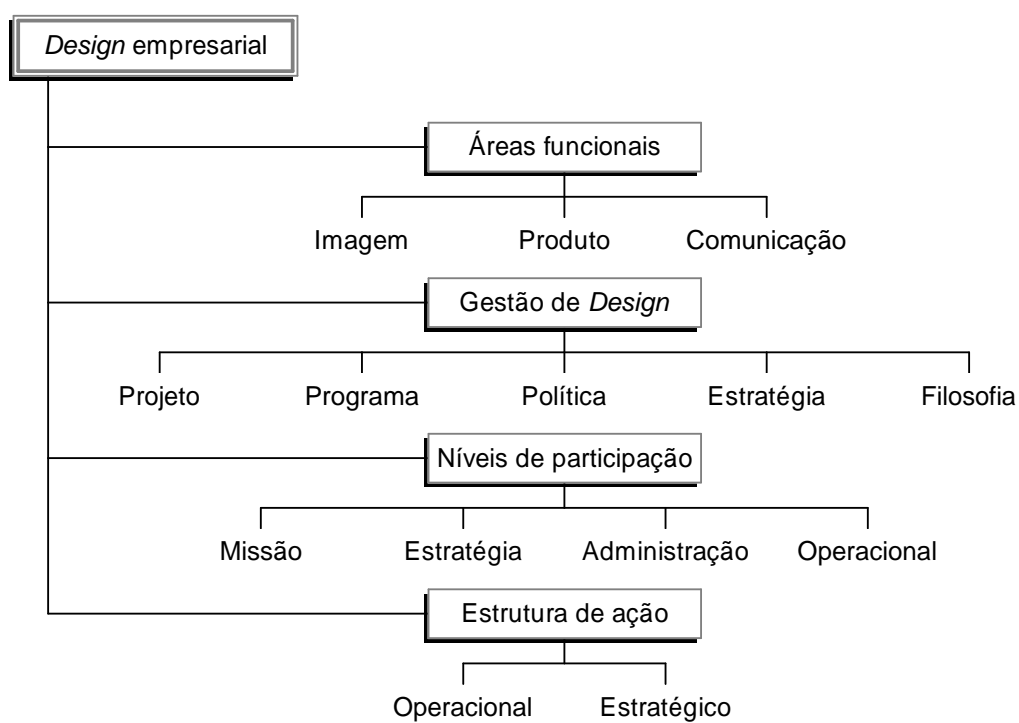 Design empresarial
Áreas funcionais
Imagem Produto Comunicação
Gestão de Design
Projeto Programa Política Estratégia Filosofia
Níveis de participação
Missão Estratégia Administração Operacional
Estrutura de ação
Operacional Estratégico